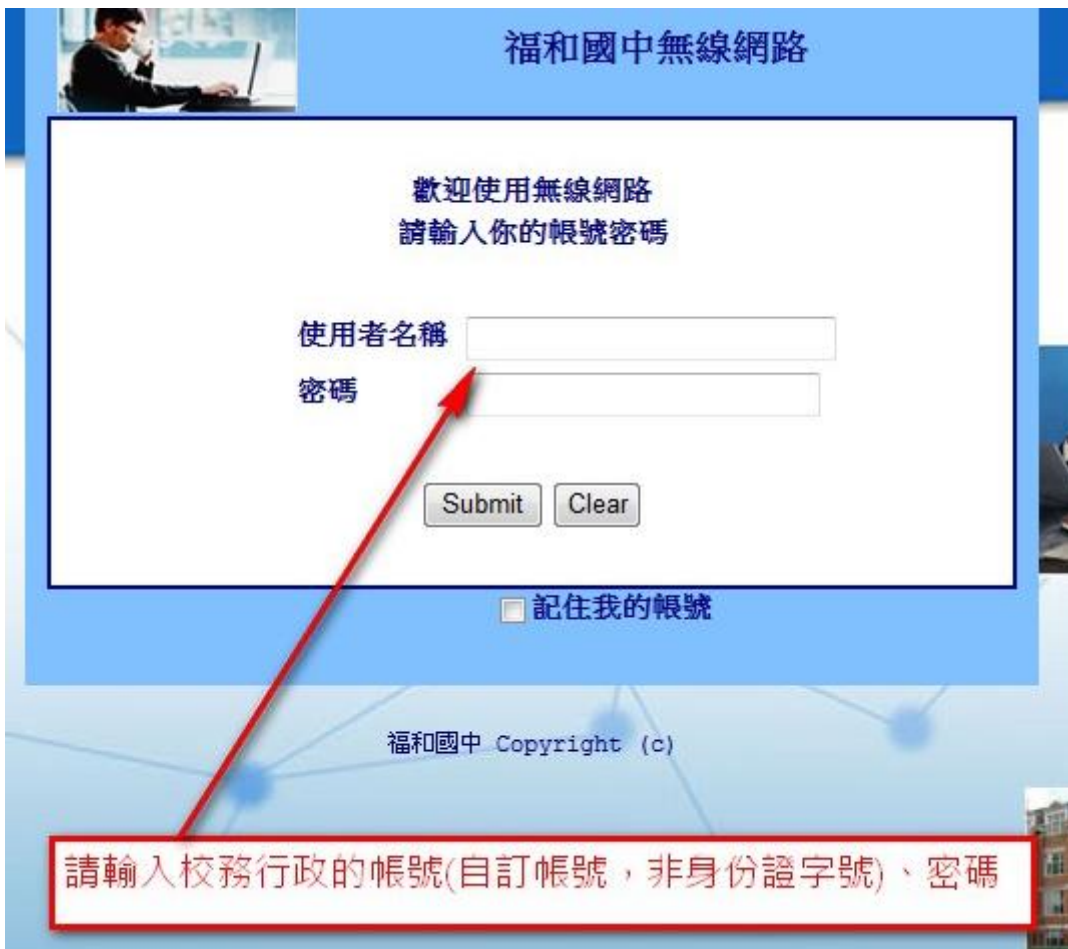 福和國中無線網路
歡迎使用無線網路
請輸入你的帳號密碼
使用者名稱
密碼
Submit Clear
記住我的帳號
福和國中 Copyright (c)
請輸入校務行政的帳號(自訂帳號，非身份證字號)、密碼